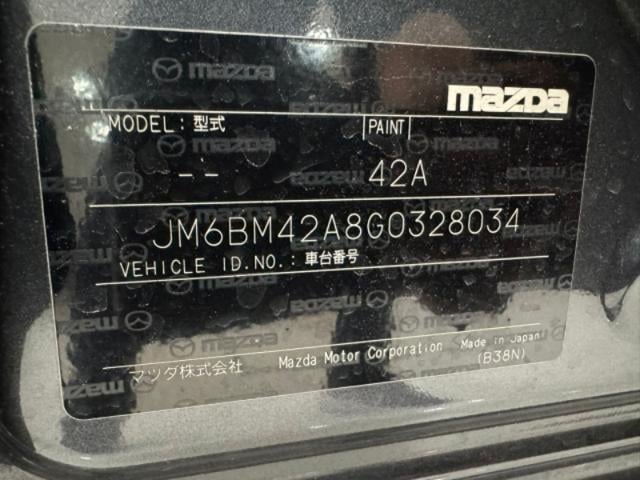 mazda
MODEL: 型式
PAINT
--
42A
JM6BM42A8G0328034
VEHICLE ID.NO.: 車台番号
マツダ株式会社
Mazda Motor Corporation
Made in Japan
(B38N)